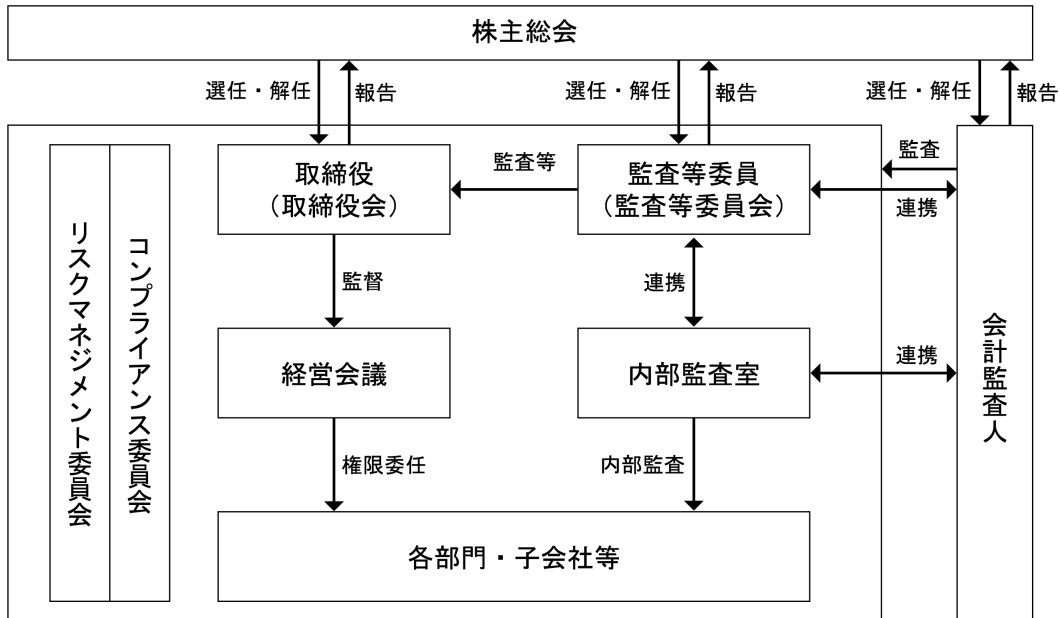 株主総会
選任・解任
報告
選任・解任
報告
選任・解任
報告
取締役
（取締役会）
監査等
監査等委員
（監査等委員会）
監査
連携
監督
連携
リスクマネジメント委員会
コンプライアンス委員会
経営会議
内部監査室
連携
会計監査人
権限委任
内部監査
各部門・子会社等